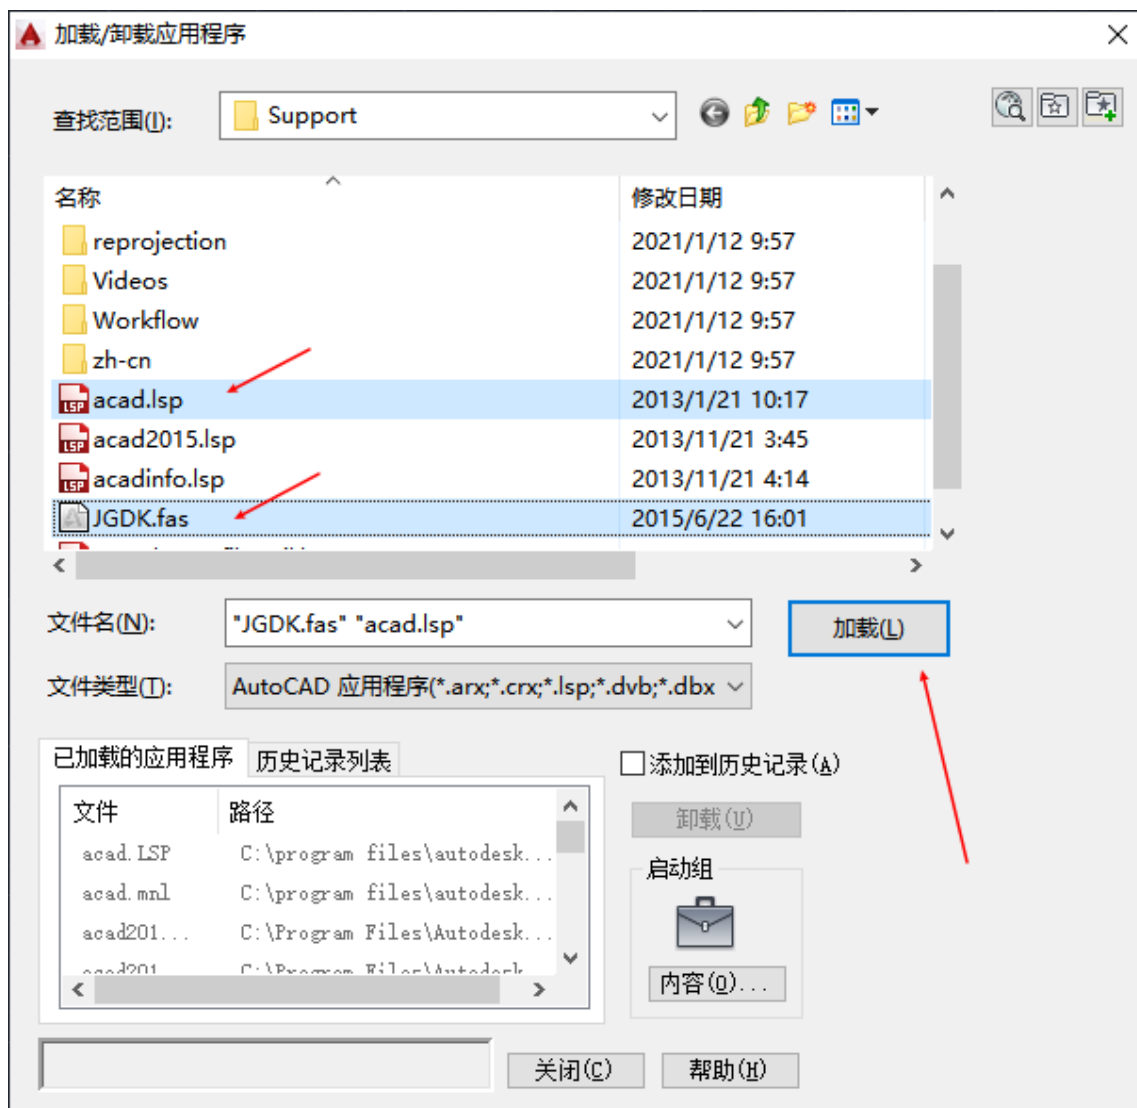 加载/卸载应用程序
查找范围(I):
Support
名称 修改日期
reprojection 2021/1/12 9:57
Videos 2021/1/12 9:57
Workflow 2021/1/12 9:57
zh-cn 2021/1/12 9:57
acad.lsp 2013/1/21 10:17
acad2015.lsp 2013/11/21 3:45
acadinfo.lsp 2013/11/21 4:14
JGDK.fas 2015/6/22 16:01
文件名(N): "JGDK.fas" "acad.lsp" 加载(L)
文件类型(T): AutoCAD 应用程序(*.arx;*.crx;*.lsp;*.dvb;*.dbx
已加载的应用程序 历史记录列表
添加到历史记录(A)
文件 路径
卸载(U)
acad.LSP C:\program files\autodesk...
acad.mnl C:\program files\autodesk...
acad201... C:\Program Files\Autodesk...
启动组
内容(O)...
关闭(C) 帮助(H)